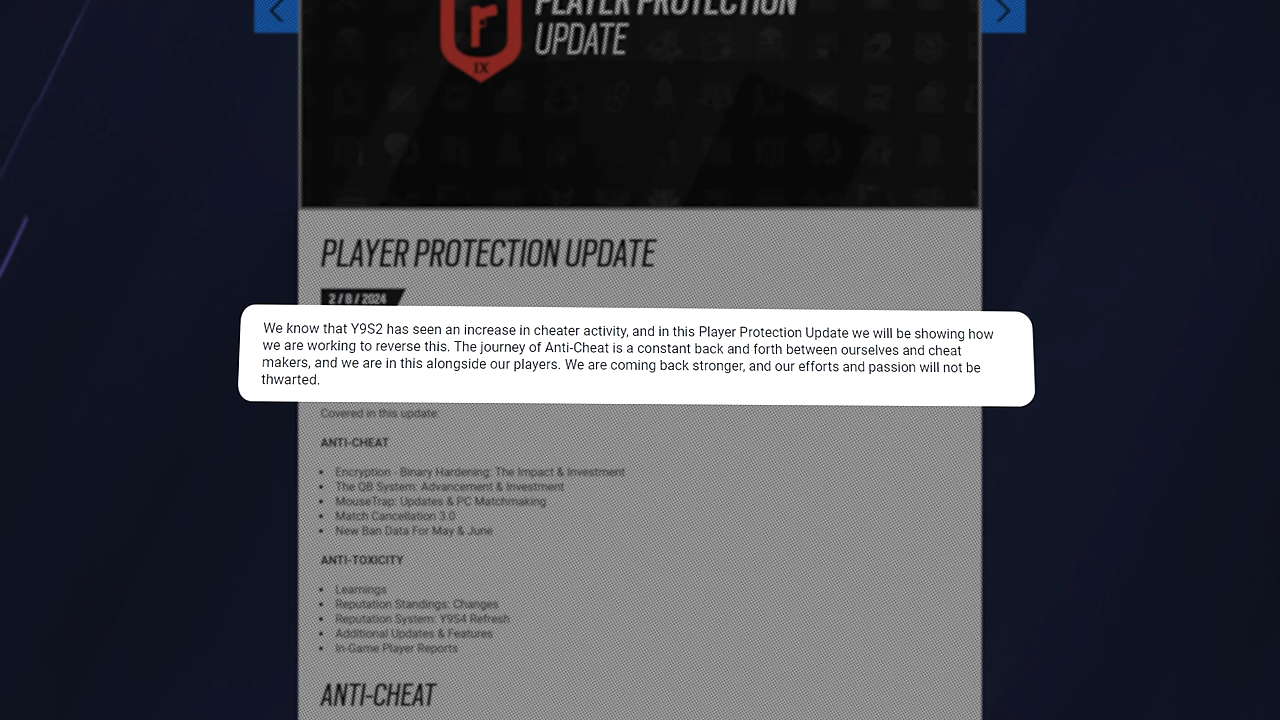 PLAYER PROTECTION
UPDATE
IX
PLAYER PROTECTION UPDATE
2 / 8 / 2024
We know that Y9S2 has seen an increase in cheater activity, and in this Player Protection Update we will be showing how
we are working to reverse this. The journey of Anti-Cheat is a constant back and forth between ourselves and cheat
makers, and we are in this alongside our players. We are coming back stronger, and our efforts and passion will not be
thwarted.
Covered in this update:
ANTI-CHEAT
• Encryption - Binary Hardening: The Impact & Investment
• The QB System: Advancement & Investment
• MouseTrap: Updates & PC Matchmaking
• Match Cancellation 3.0
• New Ban Data For May & June
ANTI-TOXICITY
• Learnings
• Reputation Standings: Changes
• Reputation System: Y9S4 Refresh
• Additional Updates & Features
• In-Game Player Reports
ANTI-CHEAT